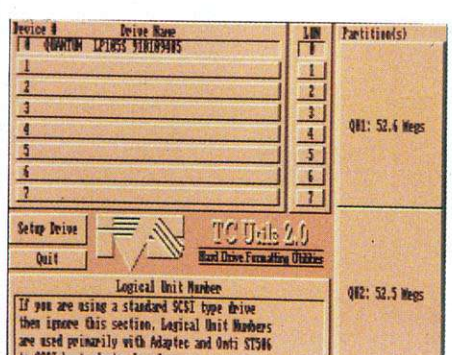 Device # Drive Name LUN Partition(s)
0 QUANTUM LP105S 910109405 0
1 1
2 2
3 3
4 4
5 5
6 6
7 7
QH1: 52.6 Megs
Setup Drive
Quit
TC Utils 2.0
Hard Drive Formatting Utilities
QH2: 52.5 Megs
Logical Unit Number
If you are using a standard SCSI type drive
then ignore this section. Logical Unit Numbers
are used primarily with Adaptec and Omti ST506